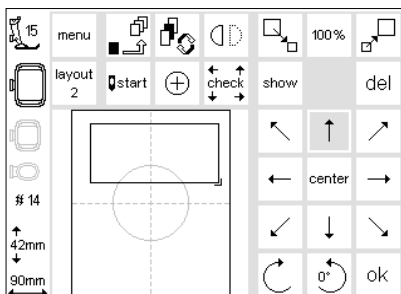 15 menu 100%
layout 2 start check show del
center
# 14
42mm
90mm 0° ok